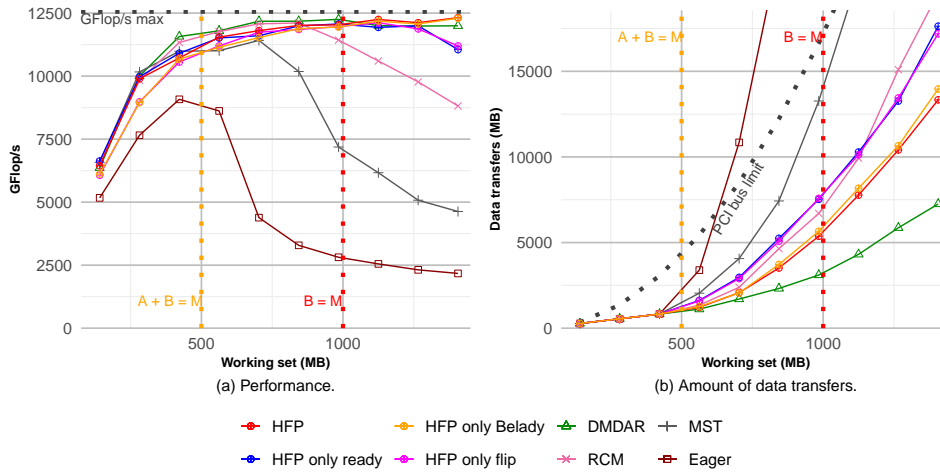 GFlop/s max
12500
10000
7500
5000
2500
0
GFlop/s
A + B = M
B = M
500
1000
Working set (MB)
(a) Performance.
15000
10000
5000
0
Data transfers (MB)
A + B = M
B = M
PCI bus limit
500
1000
Working set (MB)
(b) Amount of data transfers.
HFP
HFP only Belady
DMDAR
MST
HFP only ready
HFP only flip
RCM
Eager